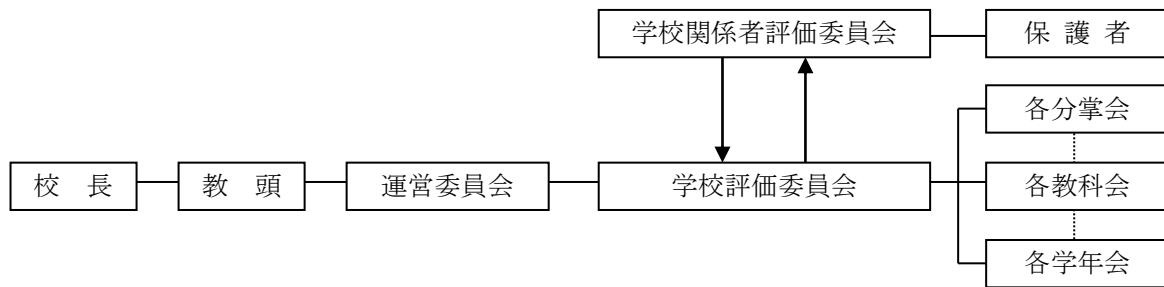 学校関係者評価委員会
保 護 者
各分掌会
校 長
教 頭
運営委員会
学校評価委員会
各教科会
各学年会